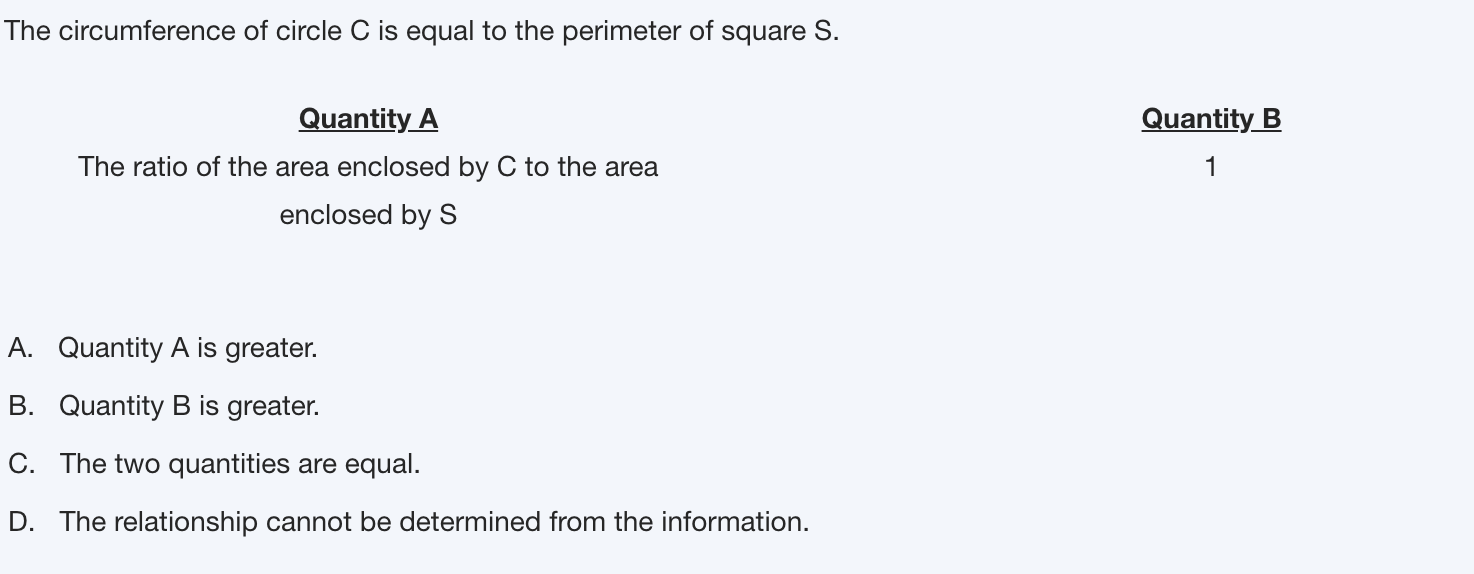 The circumference of circle C is equal to the perimeter of square S.
Quantity A
Quantity B
The ratio of the area enclosed by C to the area
1
enclosed by S
A. Quantity A is greater.
B. Quantity B is greater.
C. The two quantities are equal.
D. The relationship cannot be determined from the information.